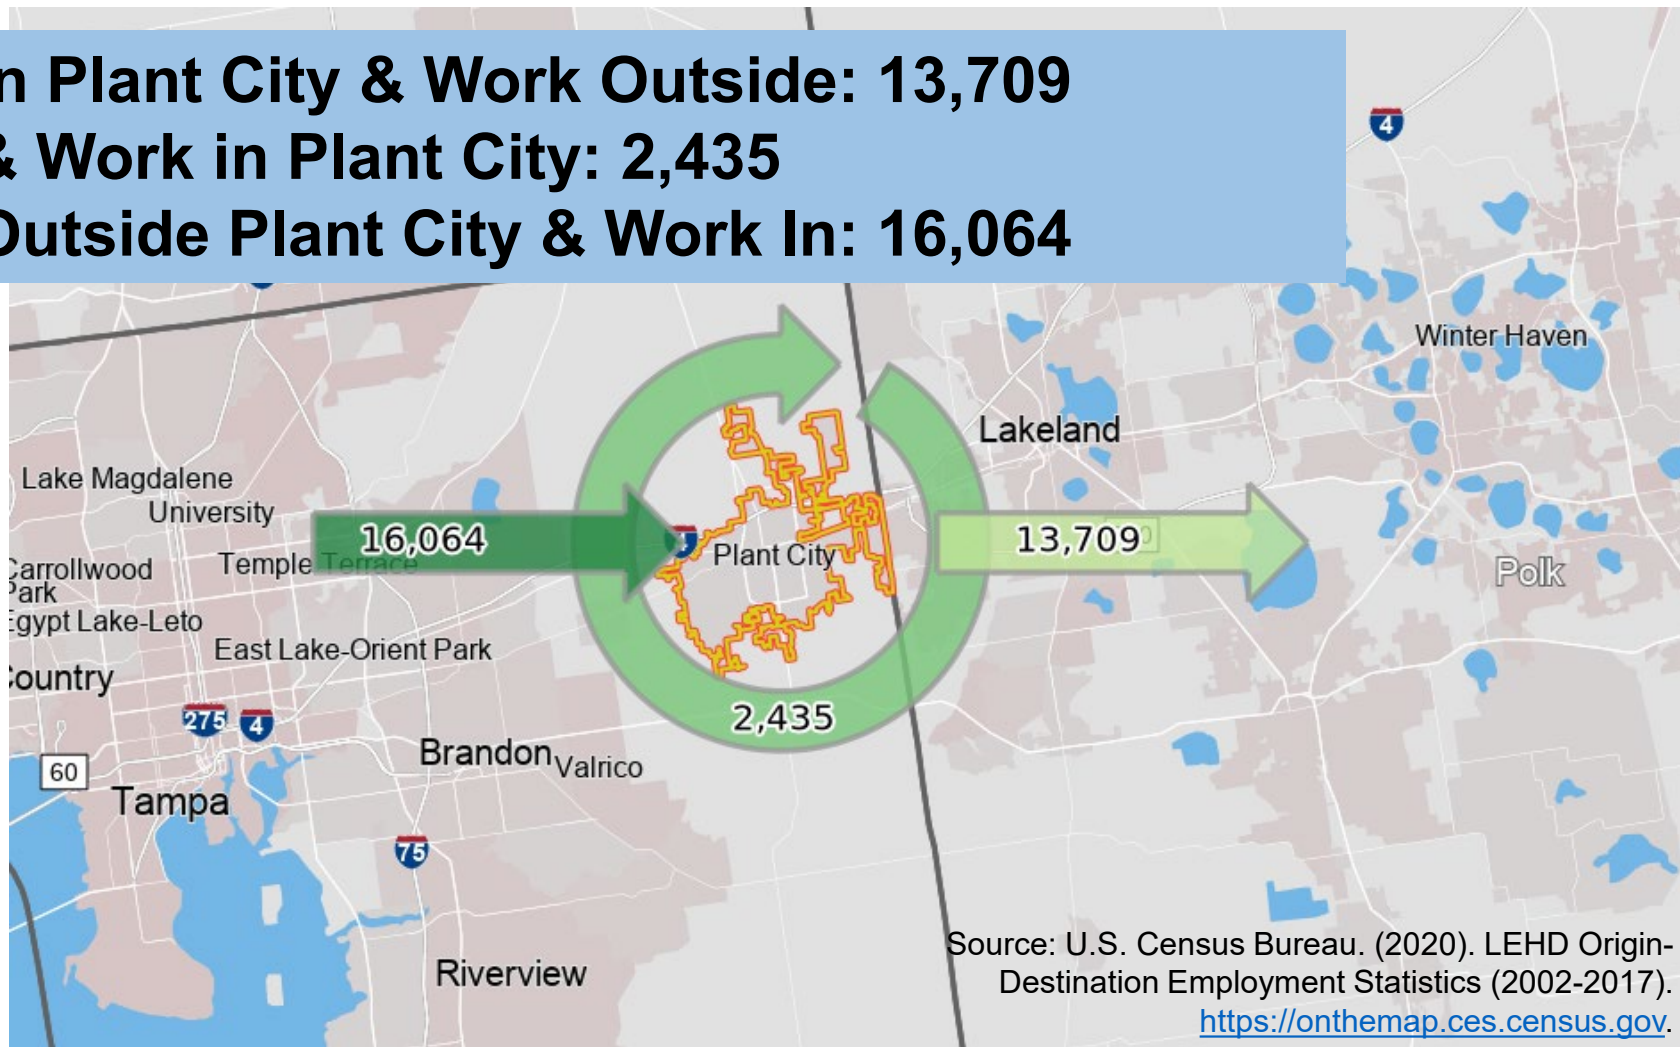 n Plant City & Work Outside: 13,709
& Work in Plant City: 2,435
Outside Plant City & Work In: 16,064
4
Winter Haven
Lakeland
Lake Magdalene
University
16,064
4
Plant City
13,709
Carrollwood
Park
Temple Terrace
Polk
Egypt Lake-Leto
East Lake-Orient Park
Country
275
4
2,435
Brandon
Valrico
60
Tampa
75
Riverview
Source: U.S. Census Bureau. (2020). LEHD Origin-
Destination Employment Statistics (2002-2017).
https://onthemap.ces.census.gov.